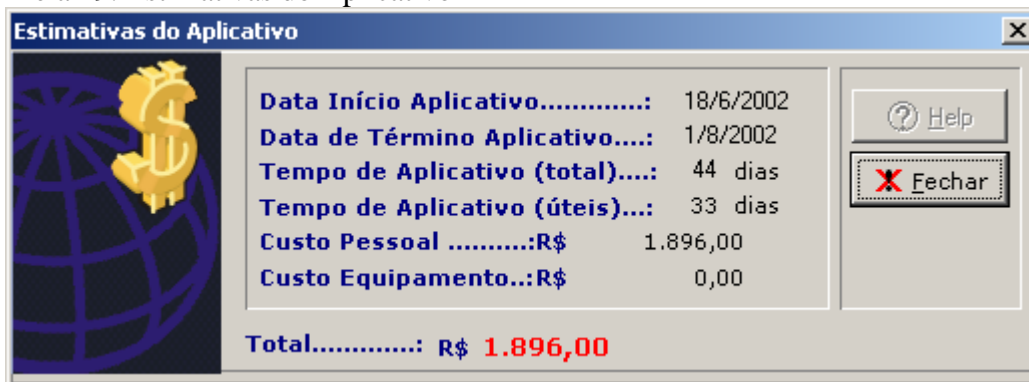 Estimativas do Aplicativo
Data Início Aplicativo.............: 18/6/2002
Data de Término Aplicativo....: 1/8/2002
Tempo de Aplicativo (total)....: 44 dias
Tempo de Aplicativo (úteis)...: 33 dias
Custo Pessoal ..........:R$ 1.896,00
Custo Equipamento..:R$ 0,00
Total.............: R$ 1.896,00
Help
Fechar